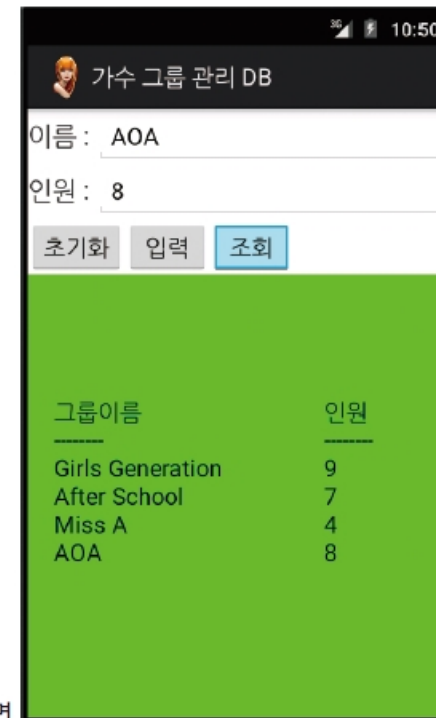 3G 10:50
가수 그룹 관리 DB
이름 : AOA
인원 : 8
초기화 입력 조회
그룹이름 인원
-------- --------
Girls Generation 9
After School 7
Miss A 4
AOA 8